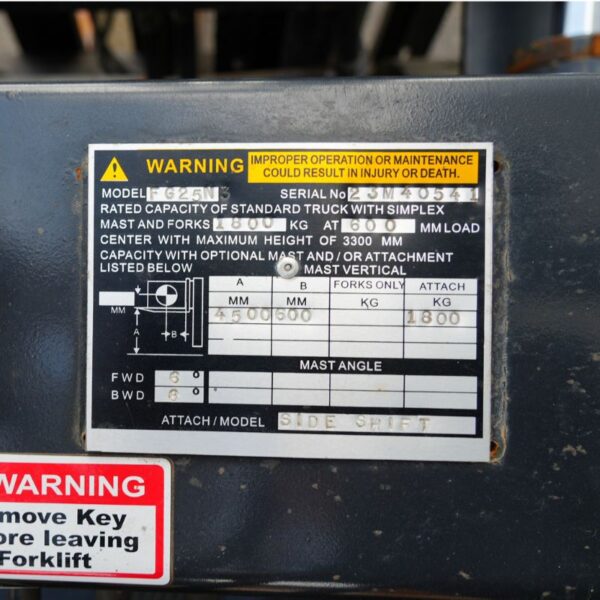 WARNING
IMPROPER OPERATION OR MAINTENANCE
COULD RESULT IN INJURY OR DEATH.
MODEL FG25N3 SERIAL No 23M40541
RATED CAPACITY OF STANDARD TRUCK WITH SIMPLEX
MAST AND FORKS 1800 KG AT 600 MM LOAD
CENTER WITH MAXIMUM HEIGHT OF 3300 MM
CAPACITY WITH OPTIONAL MAST AND / OR ATTACHMENT
LISTED BELOW MAST VERTICAL
A B FORKS ONLY ATTACH
MM MM KG KG
4500 600 1800
MM
A
B
MAST ANGLE
FWD 6°
BWD 6°
ATTACH / MODEL SIDE SHIFT
WARNING
move Key
ore leaving
Forklift